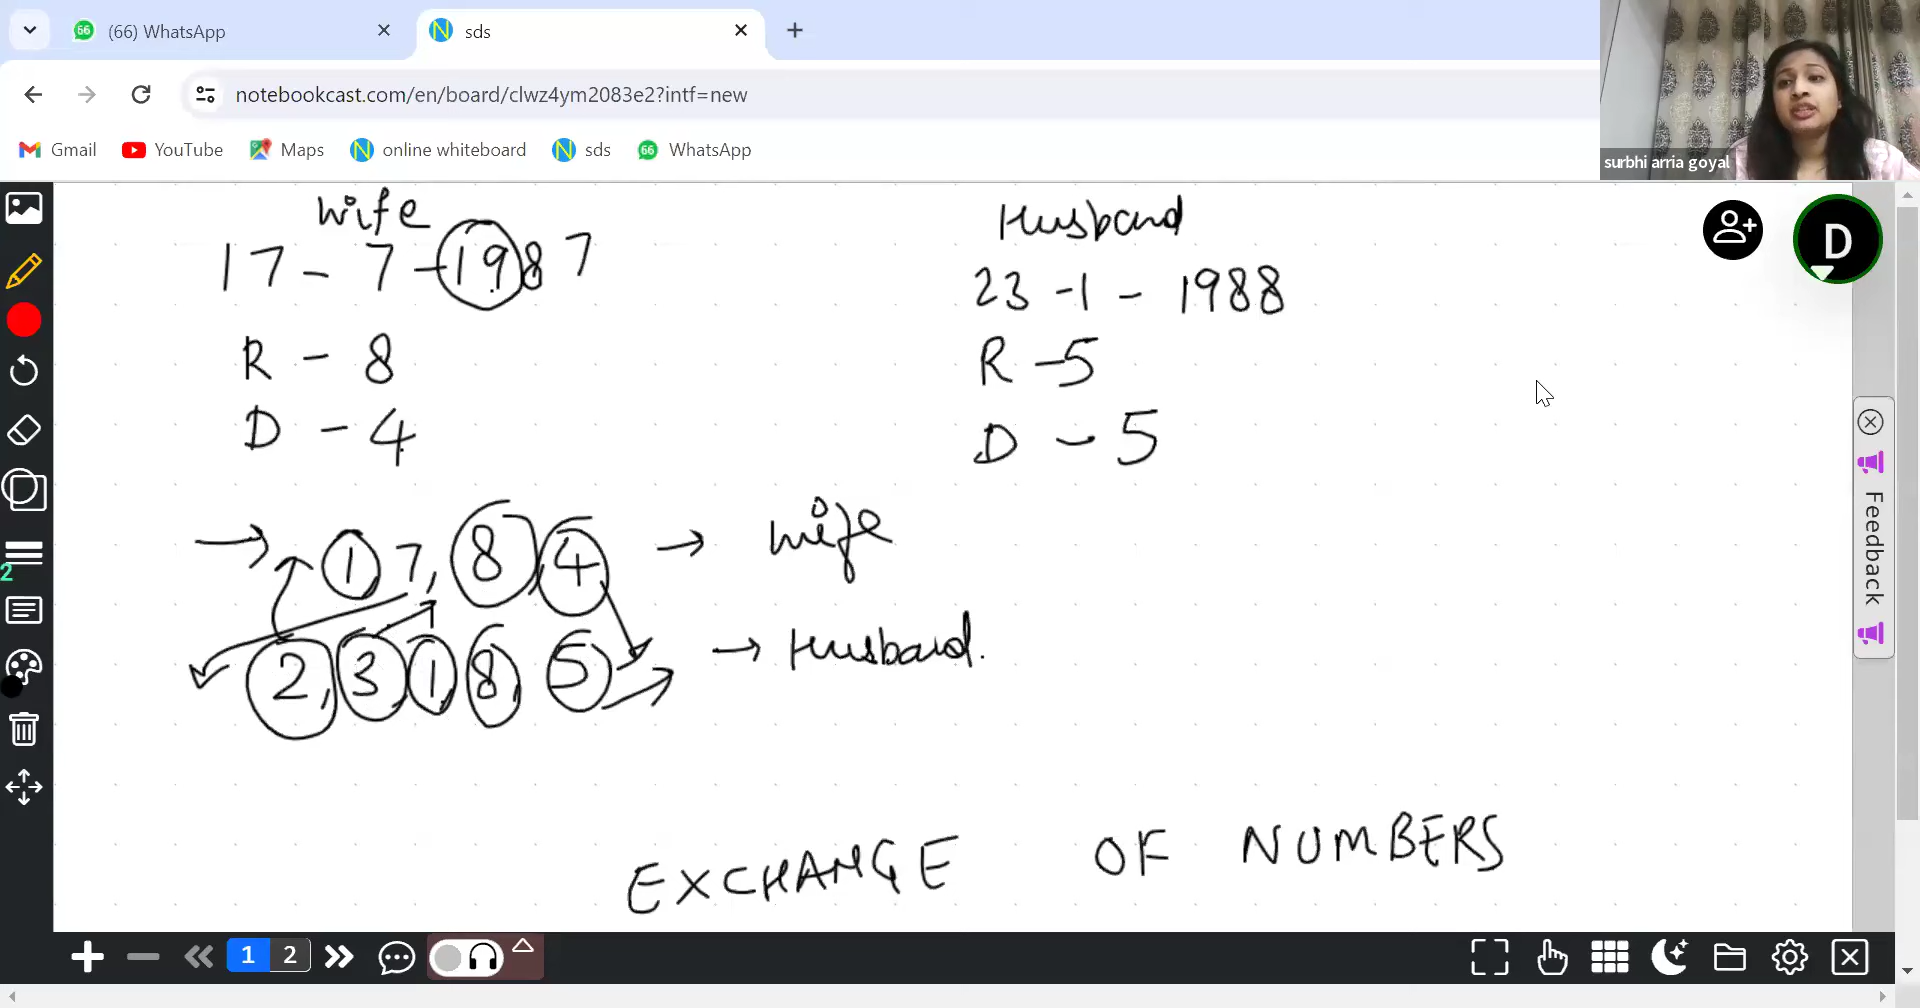 (66) WhatsApp
sds
notebookcast.com/en/board/clwz4ym2083e2?intf=new
Gmail
YouTube
Maps
online whiteboard
sds
66
WhatsApp
surbhi arria goyal
Wife
17 - 7 - 1987
R - 8
D - 4
Husband
23 - 1 - 1988
R - 5
D - 5
→ 1 7, 8, 4 → wife
2, 3, 1, 8, 5 → Husband.
EXCHANGE OF NUMBERS
D
Feedback
2
1
2